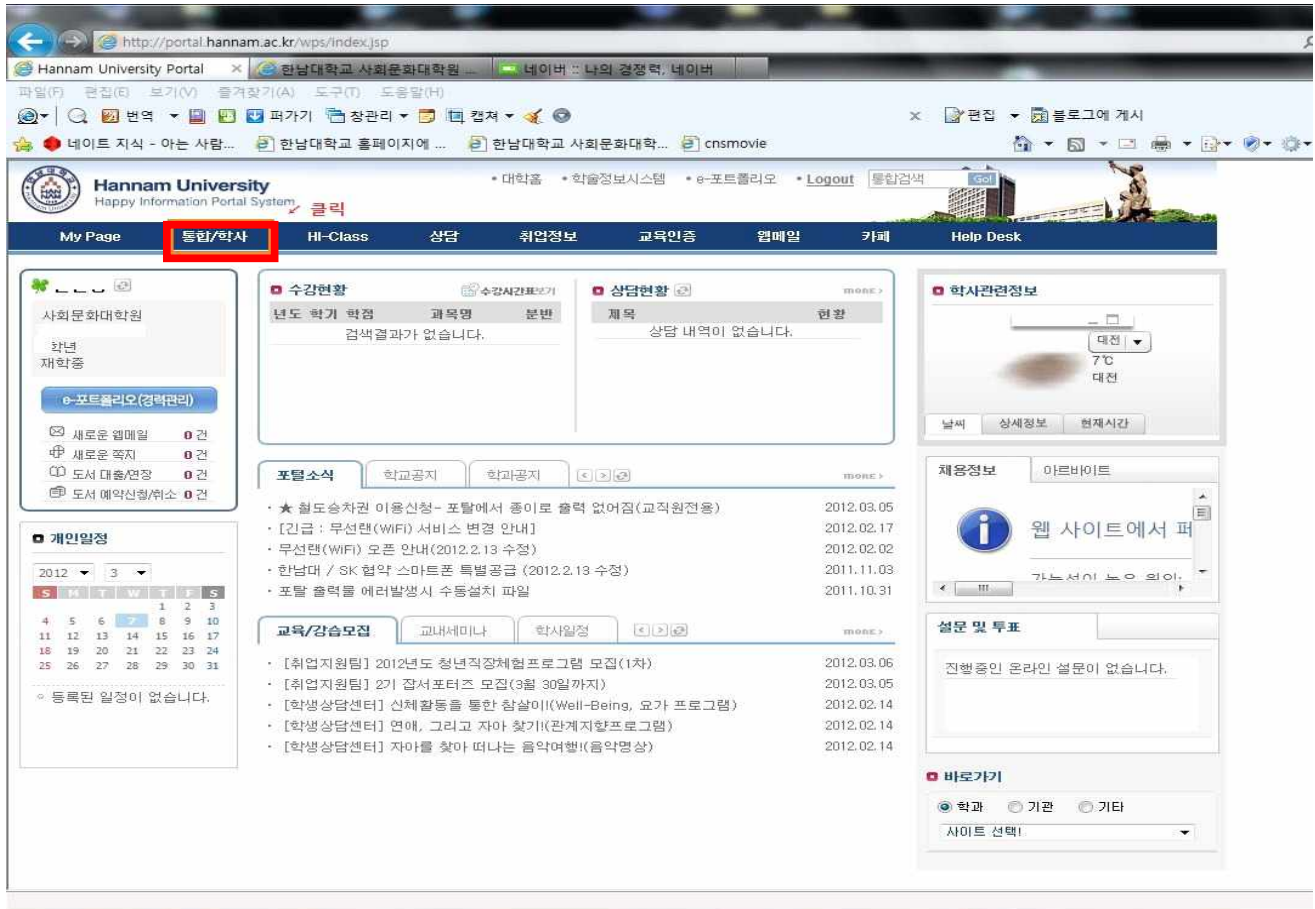 http://portal.hannam.ac.kr/wps/index.jsp
Hannam University Portal × 한남대학교 사회문화대학원 ... 네이버 :: 나의 경쟁력, 네이버
파일(F) 편집(E) 보기(V) 즐겨찾기(A) 도구(T) 도움말(H)
번역 퍼가기 창관리 캡쳐 × 편집 블로그에 게시
네이트 지식 - 아는 사람... 한남대학교 홈페이지에 ... 한남대학교 사회문화대학... cnsmovie
Hannam University
Happy Information Portal System
클릭
• 대학홈 • 학술정보시스템 • e-포트폴리오 • Logout 통합검색 Go!
My Page 통합/학사 HI-Class 상담 취업정보 교육인증 웹메일 카페 Help Desk
사회문화대학원
학년
재학중
e-포트폴리오(경력관리)
새로운 웹메일 0 건
새로운 쪽지 0 건
도서 대출/연장 0 건
도서 예약신청/취소 0 건
개인일정
2012 3
S M T W T F S
1 2 3
4 5 6 7 8 9 10
11 12 13 14 15 16 17
18 19 20 21 22 23 24
25 26 27 28 29 30 31
등록된 일정이 없습니다.
수강현황 수강시간표보기
년도 학기 학점 과목명 분반
검색결과가 없습니다.
상담현황 more >
제목 현황
상담 내역이 없습니다.
포털소식 학교공지 학과공지 < > more >
· ★ 철도승차권 이용신청- 포탈에서 종이로 출력 없어짐(교직원전용) 2012.03.05
· [긴급 : 무선랜(WiFi) 서비스 변경 안내] 2012.02.17
· 무선랜(WiFi) 오픈 안내(2012.2.13 수정) 2012.02.02
· 한남대 / SK 협약 스마트폰 특별공급 (2012.2.13 수정) 2011.11.03
· 포탈 출력물 에러발생시 수동설치 파일 2011.10.31
교육/강습모집 교내세미나 학사일정 < > more >
· [취업지원팀] 2012년도 청년직장체험프로그램 모집(1차) 2012.03.06
· [취업지원팀] 2기 잡서포터즈 모집(3월 30일까지) 2012.03.05
· [학생상담센터] 신체활동을 통한 참살이!(Well-Being, 요가 프로그램) 2012.02.14
· [학생상담센터] 연애, 그리고 자아 찾기!(관계지향프로그램) 2012.02.14
· [학생상담센터] 자아를 찾아 떠나는 음악여행!(음악명상) 2012.02.14
학사관련정보
대전
7℃
대전
날씨 상세정보 현재시간
채용정보 아르바이트
웹 사이트에서 퍼
설문 및 투표
진행중인 온라인 설문이 없습니다.
바로가기
학과 기관 기타
사이트 선택!